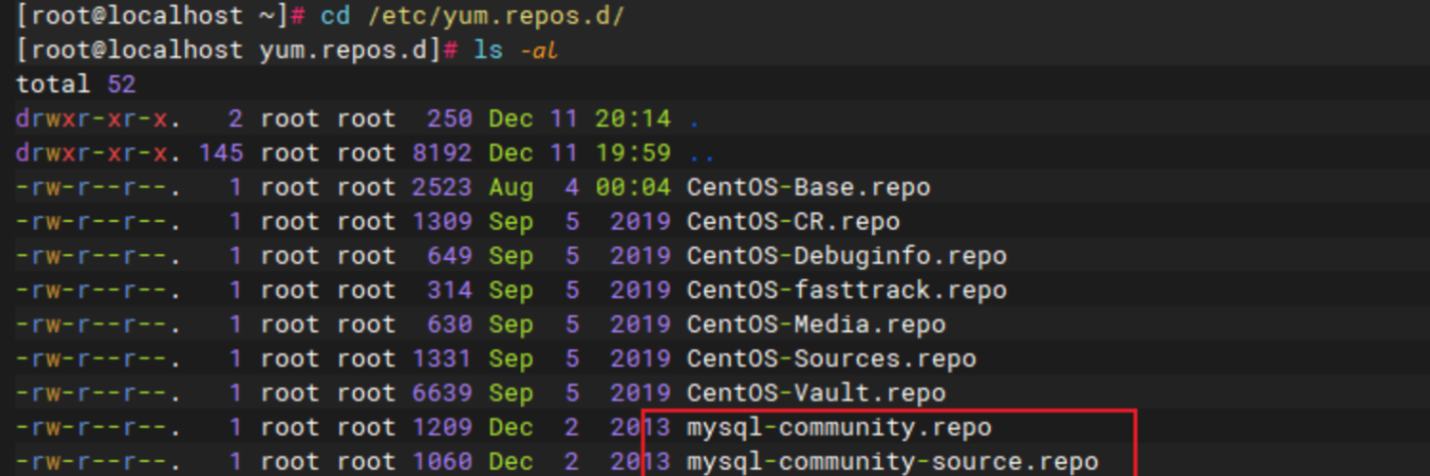 [root@localhost ~]# cd /etc/yum.repos.d/
[root@localhost yum.repos.d]# ls -al
total 52
drwxr-xr-x.   2 root root  250 Dec 11 20:14 .
drwxr-xr-x. 145 root root 8192 Dec 11 19:59 ..
-rw-r--r--.   1 root root 2523 Aug  4 00:04 CentOS-Base.repo
-rw-r--r--.   1 root root 1309 Sep  5  2019 CentOS-CR.repo
-rw-r--r--.   1 root root  649 Sep  5  2019 CentOS-Debuginfo.repo
-rw-r--r--.   1 root root  314 Sep  5  2019 CentOS-fasttrack.repo
-rw-r--r--.   1 root root  630 Sep  5  2019 CentOS-Media.repo
-rw-r--r--.   1 root root 1331 Sep  5  2019 CentOS-Sources.repo
-rw-r--r--.   1 root root 6639 Sep  5  2019 CentOS-Vault.repo
-rw-r--r--.   1 root root 1209 Dec  2  2013 mysql-community.repo
-rw-r--r--.   1 root root 1060 Dec  2  2013 mysql-community-source.repo